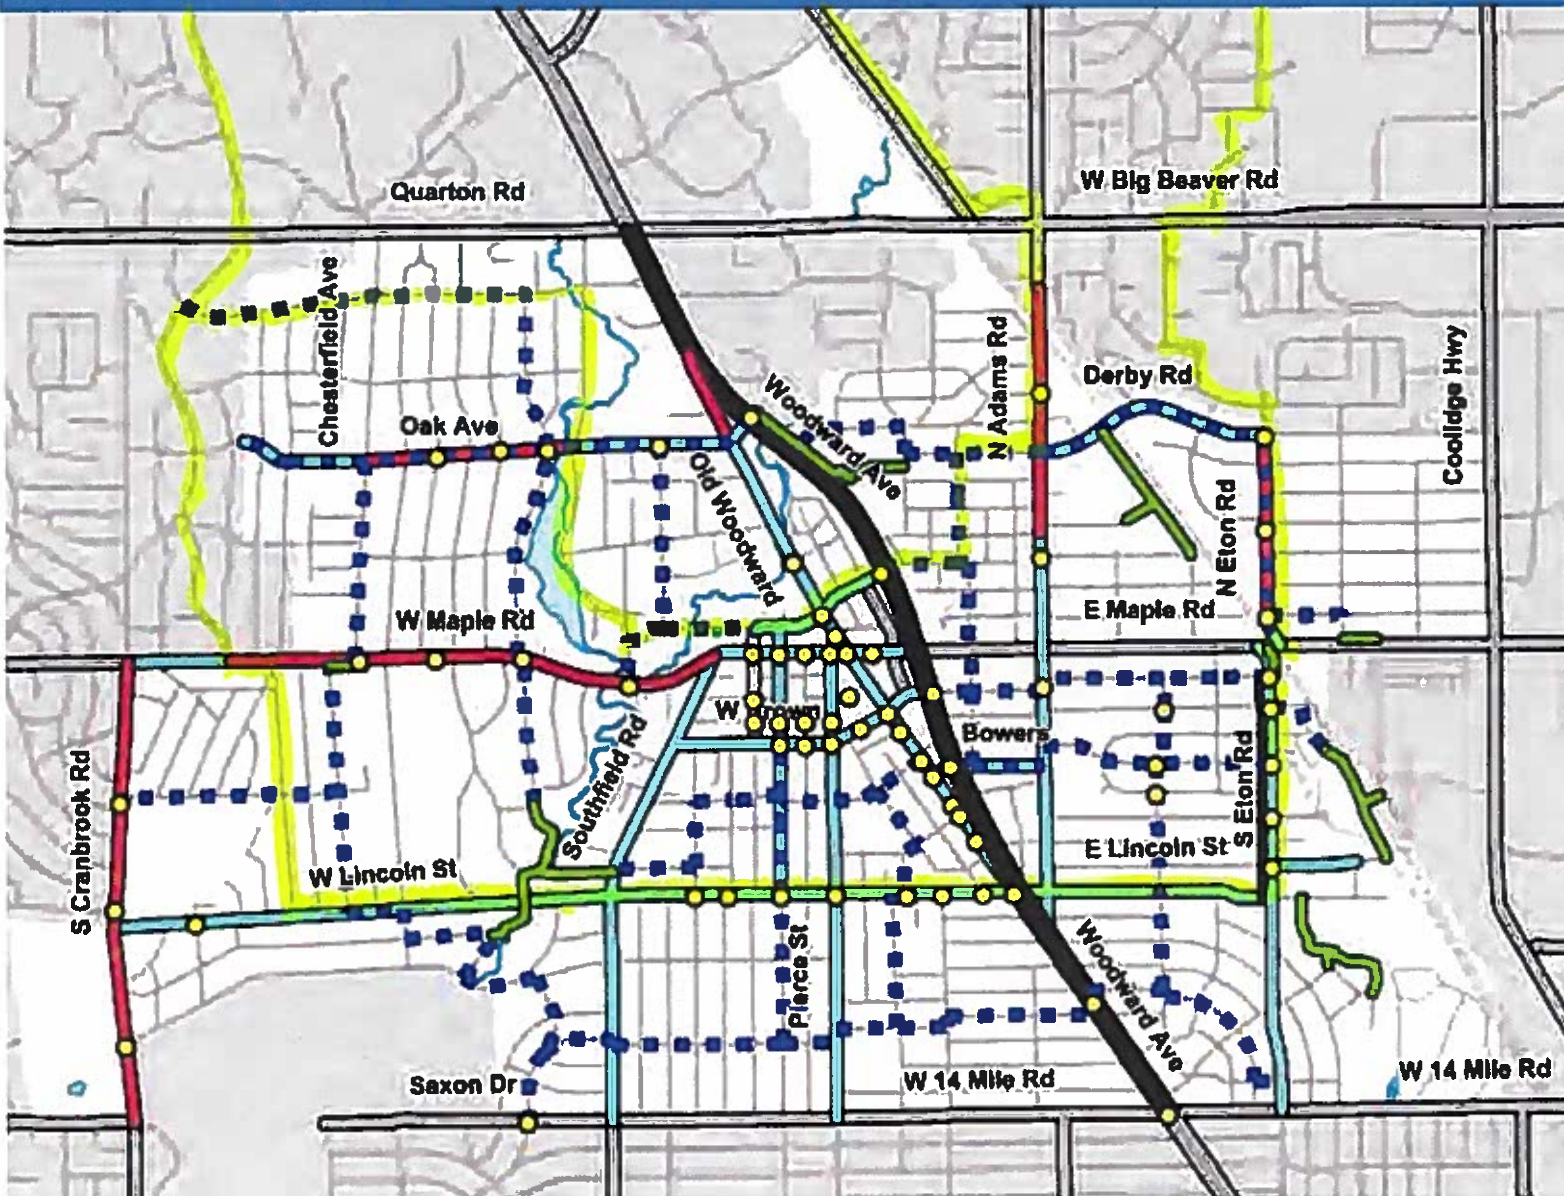 Quarton Rd
W Big Beaver Rd
Chesterfield Ave
N Adams Rd
Derby Rd
Coolidge Hwy
Woodward Ave
Oak Ave
Old Woodward
N Eton Rd
W Maple Rd
E Maple Rd
W Brown
Bowers
Southfield Rd
S Cranbrook Rd
S Eton Rd
E Lincoln St
W Lincoln St
Pierce St
Woodward Ave
Saxon Dr
W 14 Mile Rd
W 14 Mile Rd